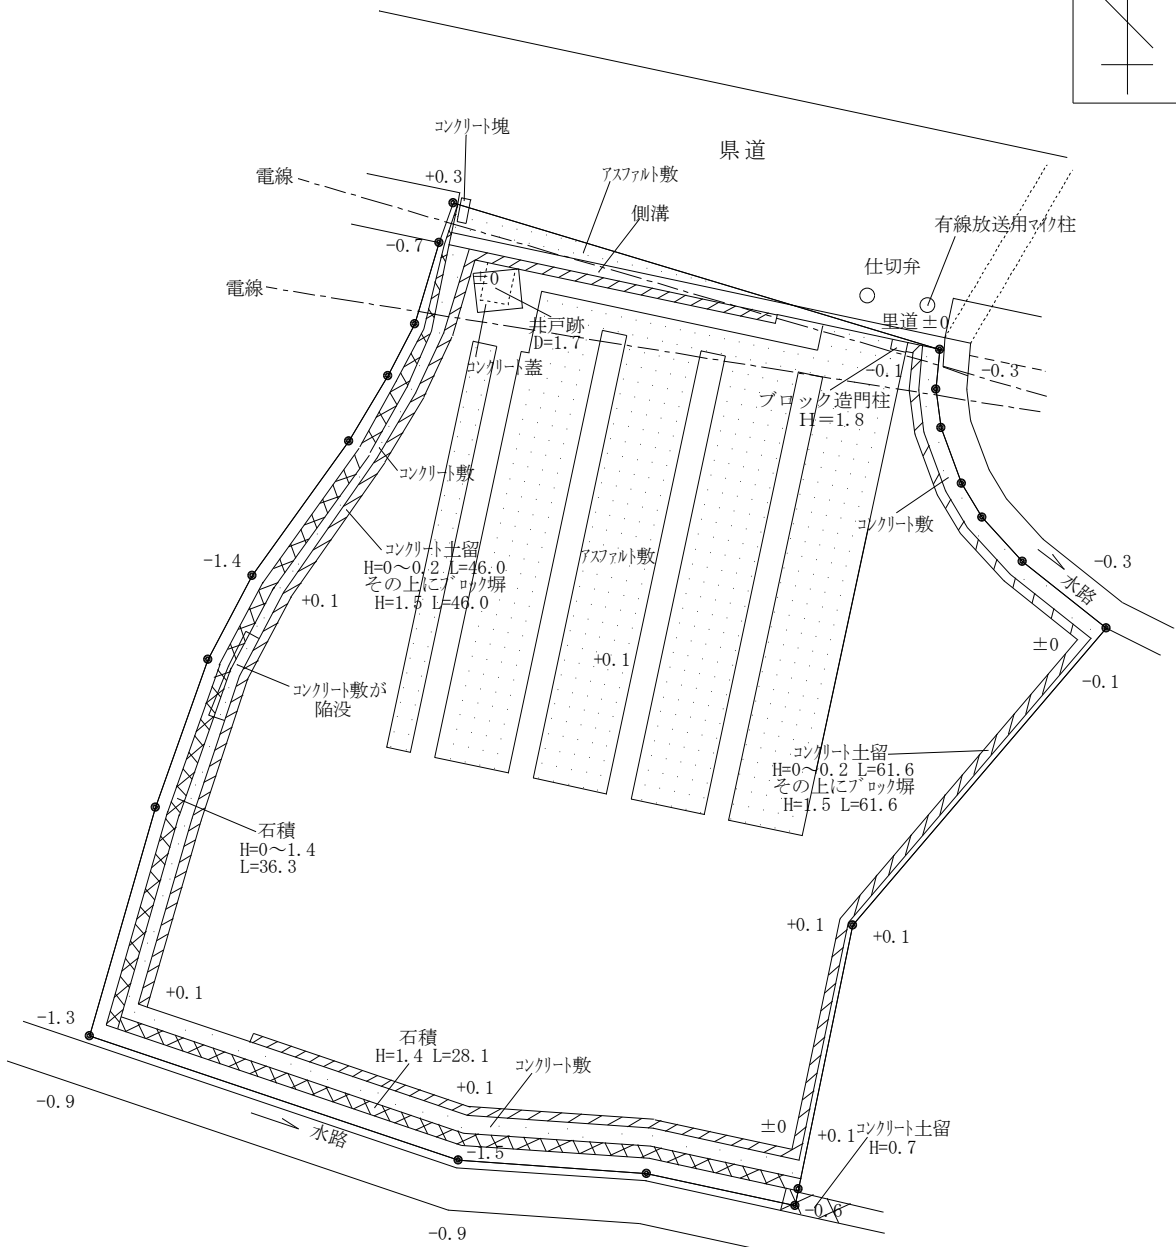 コンクリート塊
県道
電線
+0.3
アスファルト敷
側溝
有線放送用マイク柱
-0.7
仕切弁
電線
±0
里道±0
井戸跡
D=1.7
コンクリート蓋
-0.1
-0.3
ブロック造門柱
H=1.8
コンクリート敷
コンクリート敷
コンクリート土留
H=0～0.2 L=46.0
その上にブロック塀
H=1.5 L=46.0
アスファルト敷
-1.4
-0.3
水路
+0.1
±0
+0.1
-0.1
コンクリート敷が
陥没
コンクリート土留
H=0～0.2 L=61.6
その上にブロック塀
H=1.5 L=61.6
石積
H=0～1.4
L=36.3
+0.1
+0.1
+0.1
-1.3
石積
H=1.4 L=28.1
コンクリート敷
+0.1
-0.9
水路
±0
+0.1
コンクリート土留
H=0.7
-1.5
-0.6
-0.9